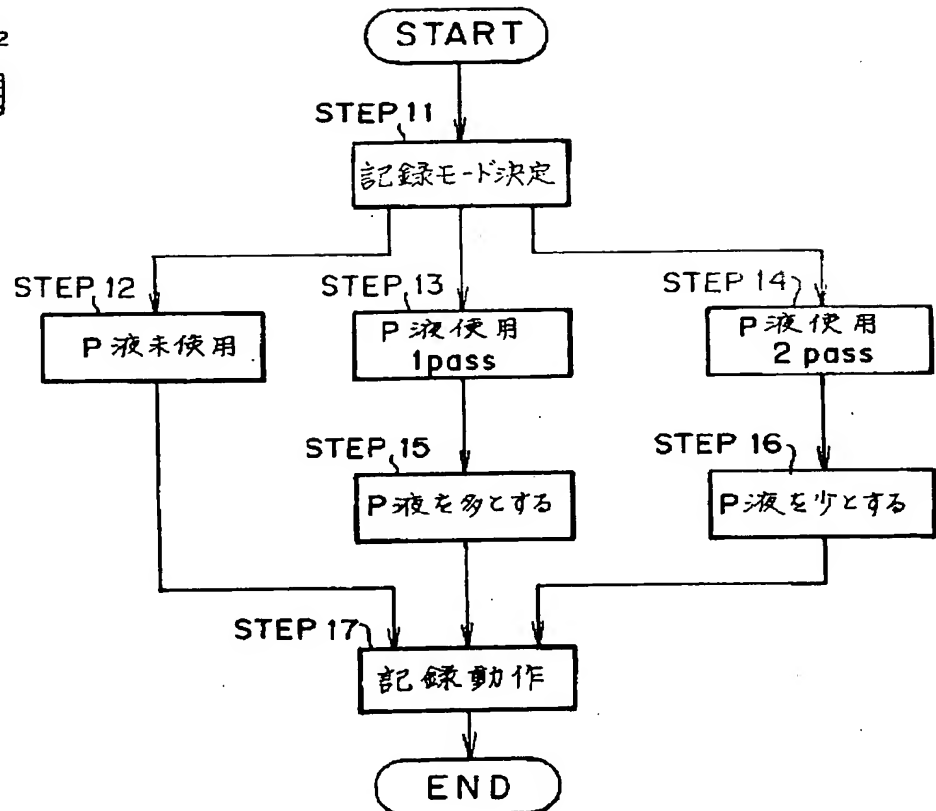 2
START
STEP 11
記録モード決定
STEP 12
P液未使用
STEP 13
P液使用
1pass
STEP 14
P液使用
2 pass
STEP 15
P液を多とする
STEP 16
P液を少とする
STEP 17
記録動作
END